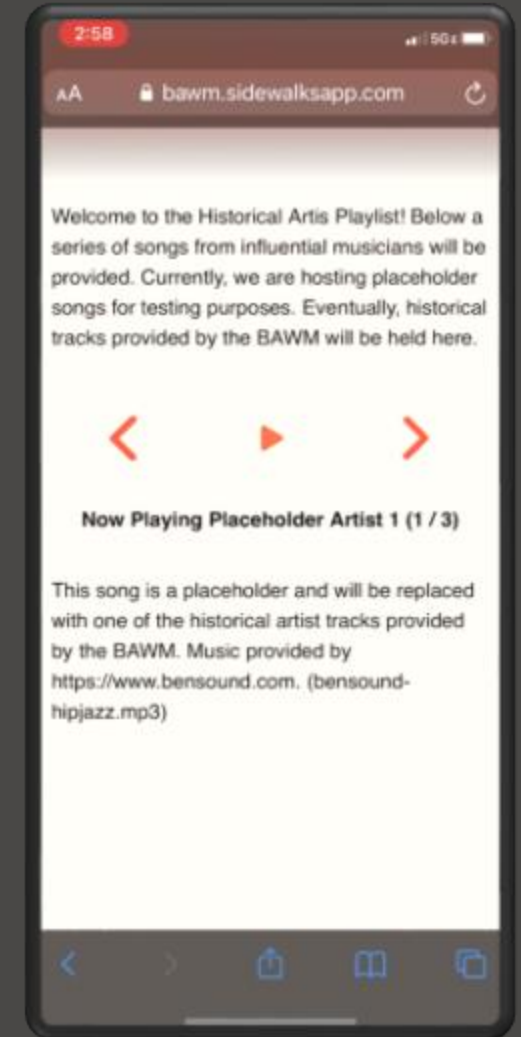 2:58
5GE
AA bawm.sidewalksapp.com
Welcome to the Historical Artis Playlist! Below a
series of songs from influential musicians will be
provided. Currently, we are hosting placeholder
songs for testing purposes. Eventually, historical
tracks provided by the BAWM will be held here.
Now Playing Placeholder Artist 1 (1 / 3)
This song is a placeholder and will be replaced
with one of the historical artist tracks provided
by the BAWM. Music provided by
https://www.bensound.com. (bensound-
hipjazz.mp3)